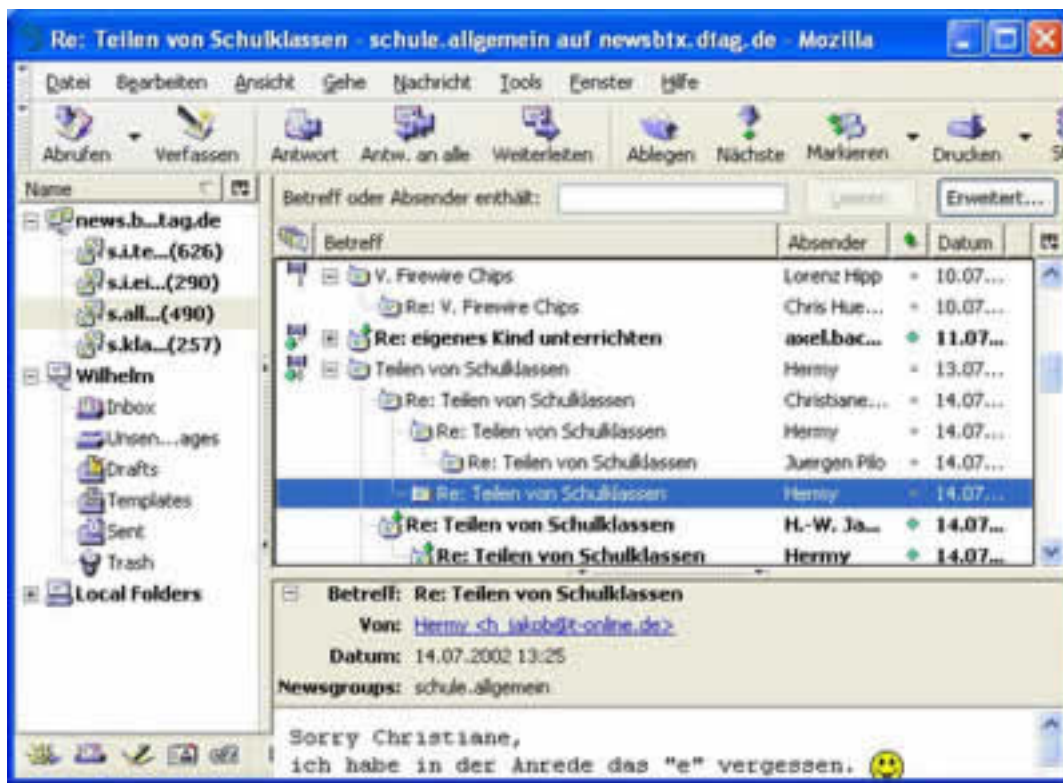 Re: Teilen von Schulklassen - schule.allgemein auf newsbtx.dtag.de - Mozilla
Datei Bearbeiten Ansicht Gehe Nachricht Tools Fenster Hilfe
Abrufen Verfassen Antwort Antw. an alle Weiterleiten Ablegen Nächste Markieren Drucken
Name
news.b...tag.de
s.i.te...(626)
s.i.ei...(290)
s.all...(490)
s.kla...(257)
Wilhelm
Inbox
Unsen...ages
Drafts
Templates
Sent
Trash
Local Folders
Betreff oder Absender enthält: Erweitert...
Betreff Absender Datum
V. Firewire Chips Lorenz Hipp 10.07...
Re: V. Firewire Chips Chris Hue... 10.07...
Re: eigenes Kind unterrichten axel.bac... 11.07...
Teilen von Schulklassen Hermy 13.07...
Re: Teilen von Schulklassen Christiane... 14.07...
Re: Teilen von Schulklassen Hermy 14.07...
Re: Teilen von Schulklassen Juergen Pilo 14.07...
Re: Teilen von Schulklassen Hermy 14.07...
Re: Teilen von Schulklassen H.-W. Ja... 14.07...
Re: Teilen von Schulklassen Hermy 14.07...
Betreff: Re: Teilen von Schulklassen
Von: Hermy <h_jakob@t-online.de>
Datum: 14.07.2002 13:25
Newsgroups: schule.allgemein
Sorry Christiane,
ich habe in der Anrede das "e" vergessen.